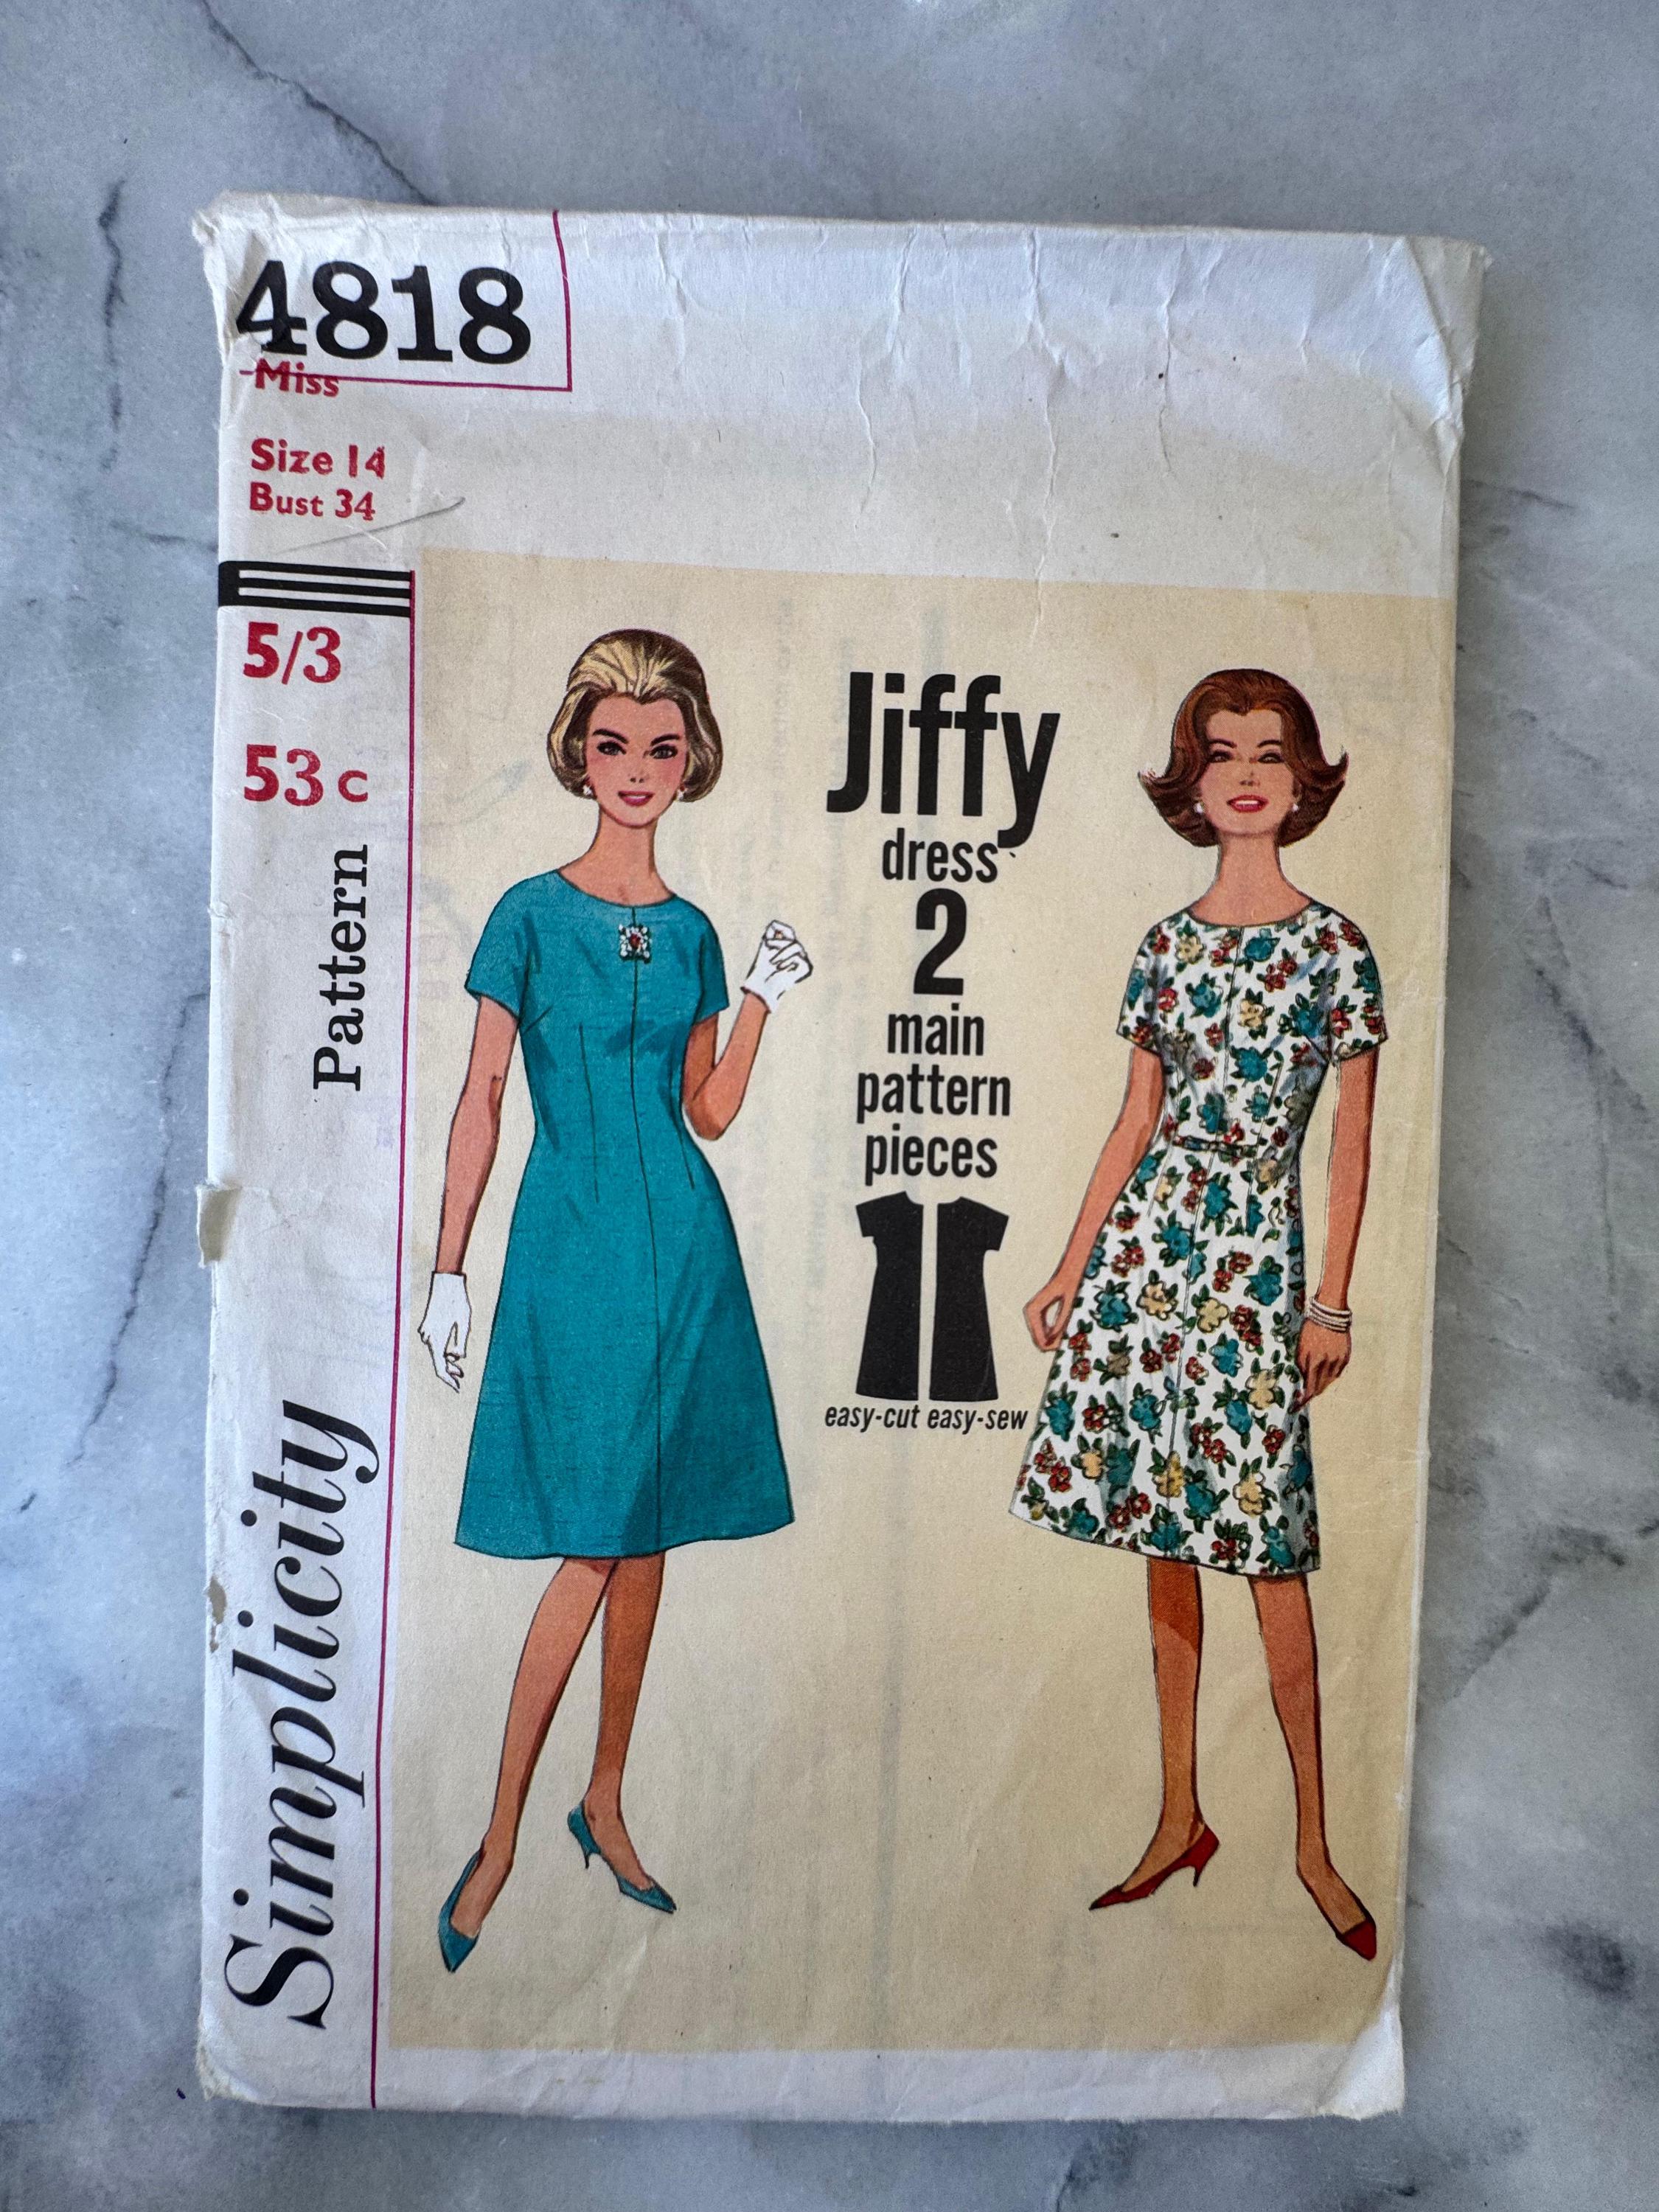 4818
Miss
Size 14
Bust 34
5/3
53c
Pattern
Simplicity
Jiffy
dress
2
main
pattern
pieces
easy-cut easy-sew